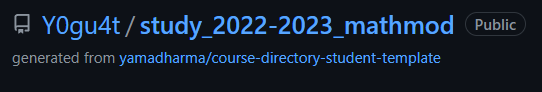 Y0gu4t / study_2022-2023_mathmod Public
generated from yamadharma/course-directory-student-template